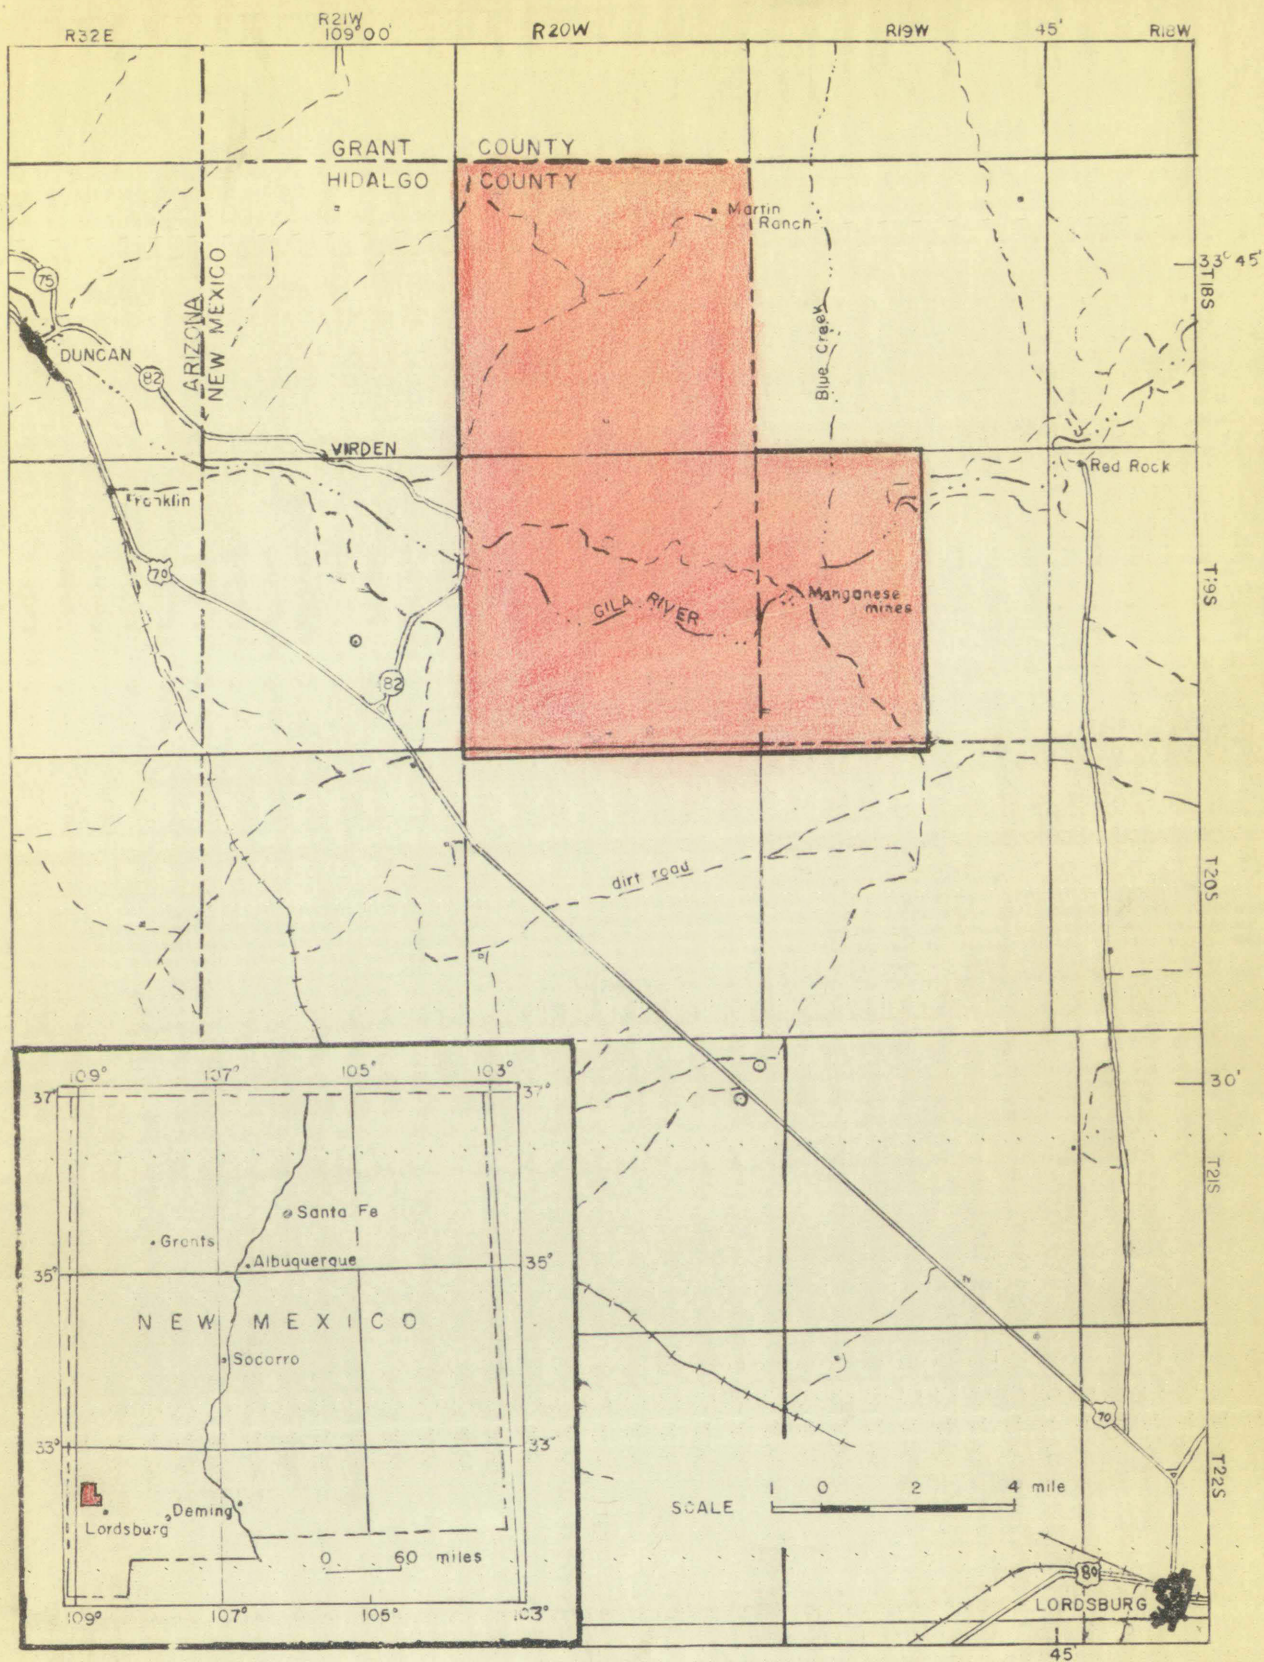 R32E
R21W
109°00'
R20W
R19W
45'
R18W
GRANT COUNTY
HIDALGO COUNTY
Martin
Ranch
33°45'
T18S
75
ARIZONA
NEW MEXICO
Blue Creek
DUNCAN
82
VIRDEN
Red Rock
Franklin
70
T19S
Manganese
mines
GILA RIVER
82
dirt road
T20S
30'
T21S
70
T22S
SCALE
1 0 2 4 mile
80
LORDSBURG
45'
109° 107° 105° 103°
37° 37°
Santa Fe
Grants
Albuquerque
35° 35°
NEW MEXICO
Socorro
33° 33°
Deming
Lordsburg
0 60 miles
109° 107° 105° 103°